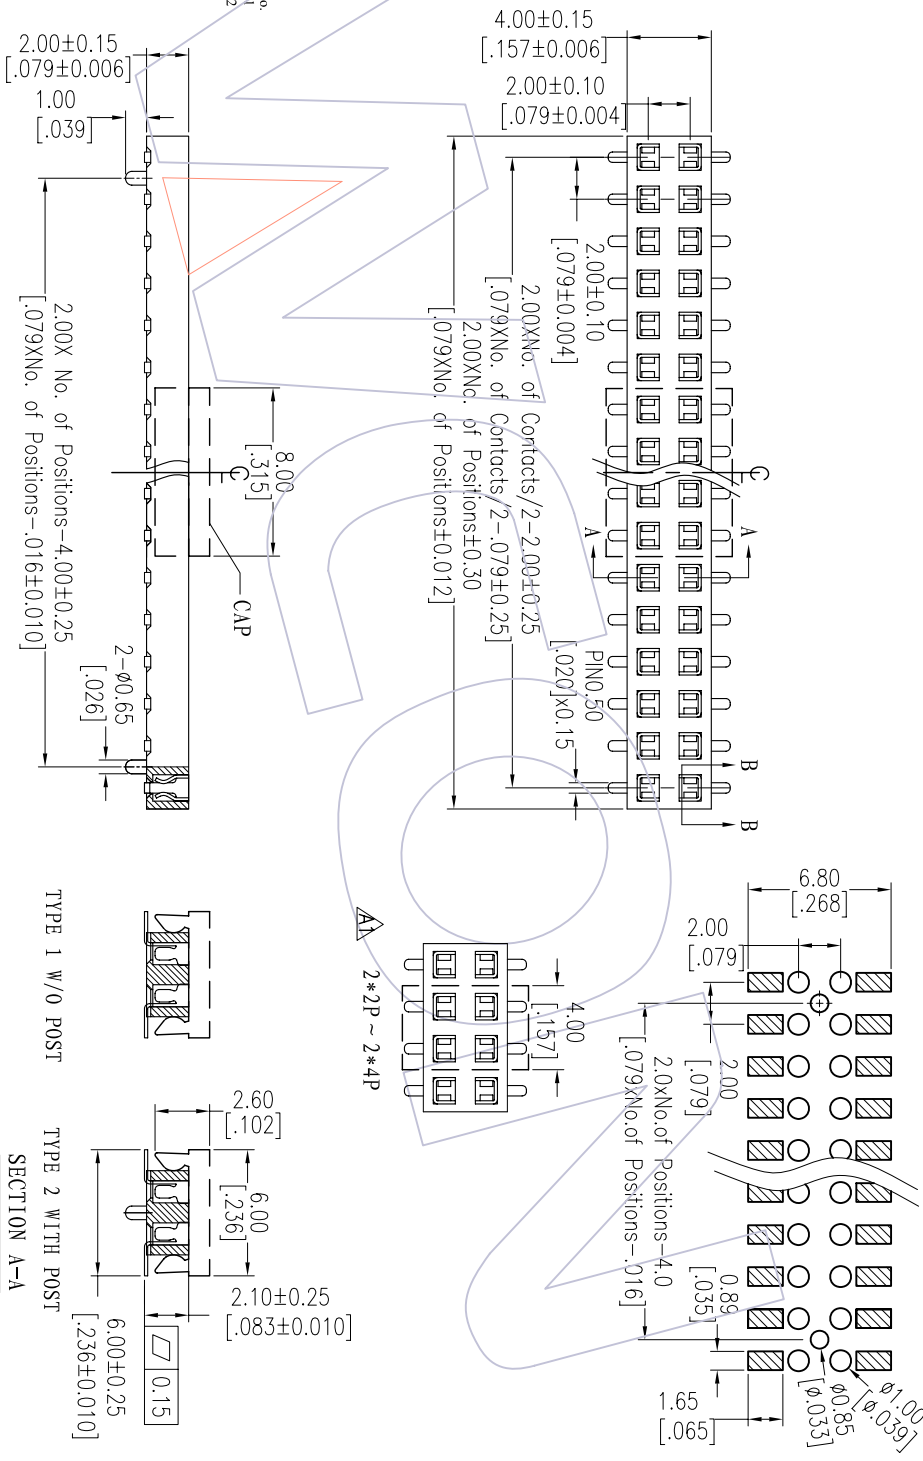 4.00±0.15
[.157±0.006]
2.00±0.10
[.079±0.004]
2.00±0.10
[.079±0.004]
2.00XNo. of Contacts/2-2.00±0.25
[.079XNo. of Contacts/2-.079±0.25]
2.00XNo. of Positions±0.30
[.079XNo. of Positions±0.012]
PIN0.50
[.020]x0.15
A
A
B
B
2.00±0.15
[.079±0.006]
1.00
[.039]
8.00
[.315]
CAP
2.00X No. of Positions-4.00±0.25
[.079XNo. of Positions-.016±0.010]
2-ø0.65
[.026]
6.80
[.268]
2.00
[.079]
2.00
[.079]
2.0xNo.of Positions-4.0
[.079xNo.of Positions-.016]
0.89
[.035]
ø1.00
[ø.039]
ø0.85
[ø.033]
1.65
[.065]
4.00
[.157]
A1
2*2P ~ 2*4P
TYPE 1 W/O POST
2.60
[.102]
6.00
[.236]
2.10±0.25
[.083±0.010]
0.15
6.00±0.25
[.236±0.010]
TYPE 2 WITH POST
SECTION A-A